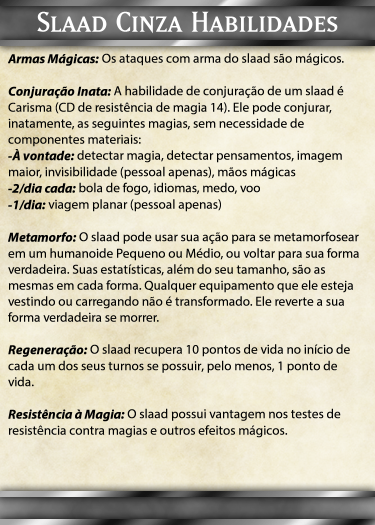 Slaad Cinza Habilidades
Armas Mágicas: Os ataques com arma do slaad são mágicos.
Conjuração Inata: A habilidade de conjuração de um slaad é
Carisma (CD de resistência de magia 14). Ele pode conjurar,
inatamente, as seguintes magias, sem necessidade de
componentes materiais:
-À vontade: detectar magia, detectar pensamentos, imagem
maior, invisibilidade (pessoal apenas), mãos mágicas
-2/dia cada: bola de fogo, idiomas, medo, voo
-1/dia: viagem planar (pessoal apenas)
Metamorfo: O slaad pode usar sua ação para se metamorfosear
em um humanoide Pequeno ou Médio, ou voltar para sua forma
verdadeira. Suas estatísticas, além do seu tamanho, são as
mesmas em cada forma. Qualquer equipamento que ele esteja
vestindo ou carregando não é transformado. Ele reverte a sua
forma verdadeira se morrer.
Regeneração: O slaad recupera 10 pontos de vida no início de
cada um dos seus turnos se possuir, pelo menos, 1 ponto de
vida.
Resistência à Magia: O slaad possui vantagem nos testes de
resistência contra magias e outros efeitos mágicos.